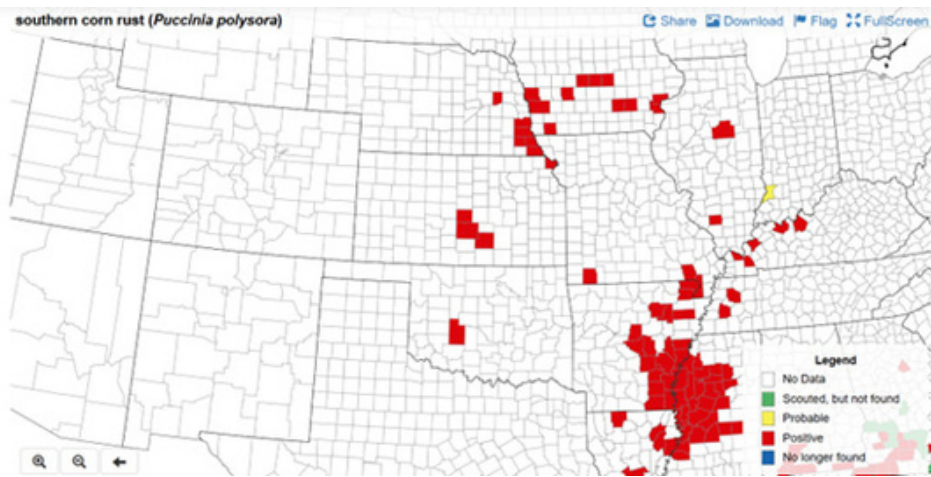 southern corn rust (Puccinia polysora)
Share Download Flag FullScreen
Legend
No Data
Scouted, but not found
Probable
Positive
No longer found